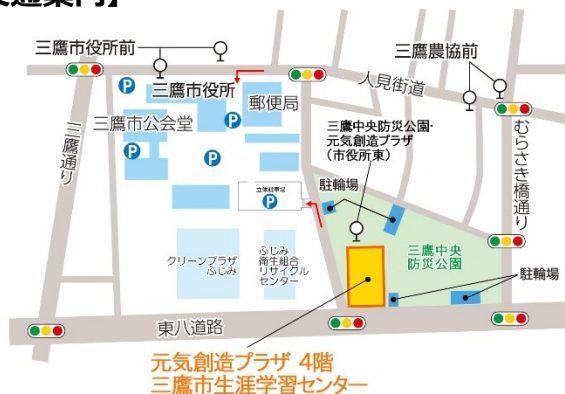 三鷹市役所前
三鷹農協前
三鷹市役所
人見街道
郵便局
三鷹市公会堂
三鷹中央防災公園・
元気創造プラザ
(市役所東)
三鷹通り
むらさき橋通り
P
P
P
P
立体駐車場
P
駐輪場
クリーンプラザ
ふじみ
ふじみ
衛生組合
リサイクル
センター
三鷹中央
防災公園
駐輪場
東八道路
元気創造プラザ 4階
三鷹市生涯学習センター